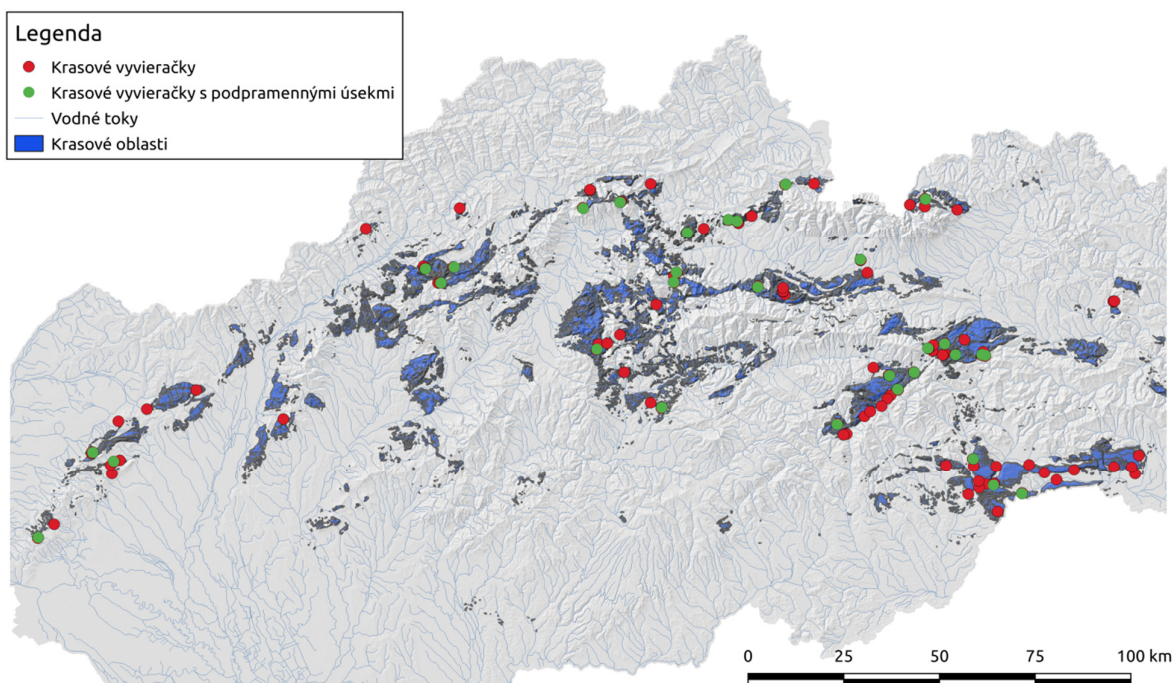 Legenda
Krasové vyvieračky
Krasové vyvieračky s podpramennými úsekmi
Vodné toky
Krasové oblasti
0 25 50 75 100 km